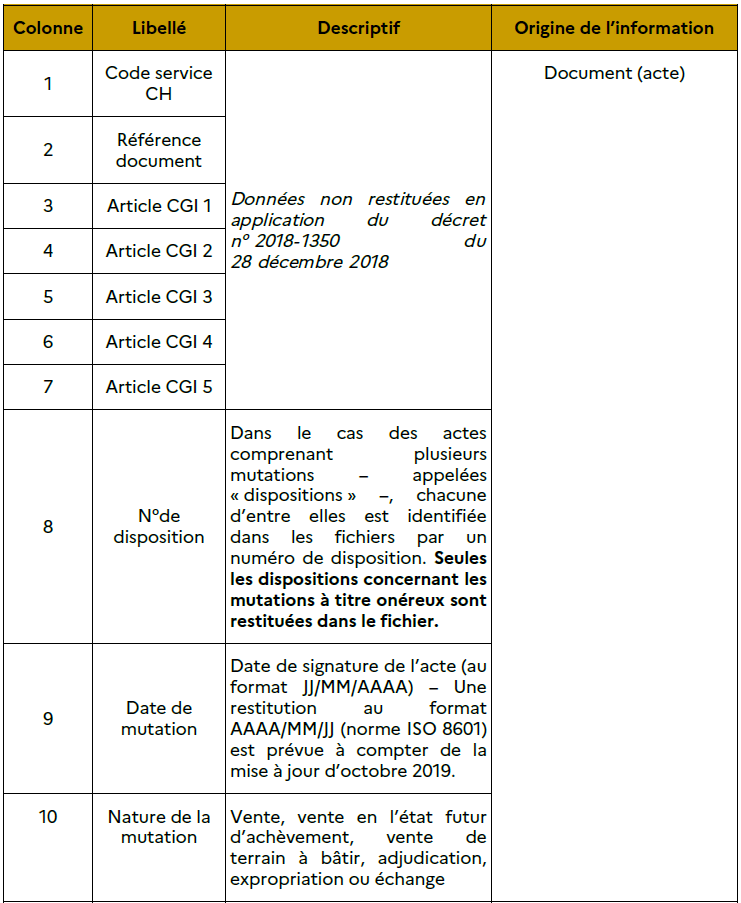 Colonne Libellé Descriptif Origine de l'information
1 Code service Document (acte)
CH
2 Référence
document
3 Article CGI 1 Données non restituées en
application du décret
4 Article CGI 2 n° 2018-1350 du
28 décembre 2018
5 Article CGI 3
6 Article CGI 4
7 Article CGI 5
8 N°de
disposition
Dans le cas des actes
comprenant plusieurs
mutations – appelées
« dispositions » –, chacune
d'entre elles est identifiée
dans les fichiers par un
numéro de disposition. Seules
les dispositions concernant les
mutations à titre onéreux sont
restituées dans le fichier.
9 Date de
mutation
Date de signature de l'acte (au
format JJ/MM/AAAA) – Une
restitution au format
AAAA/MM/JJ (norme ISO 8601)
est prévue à compter de la
mise à jour d'octobre 2019.
10 Nature de la
mutation
Vente, vente en l'état futur
d'achèvement, vente de
terrain à bâtir, adjudication,
expropriation ou échange